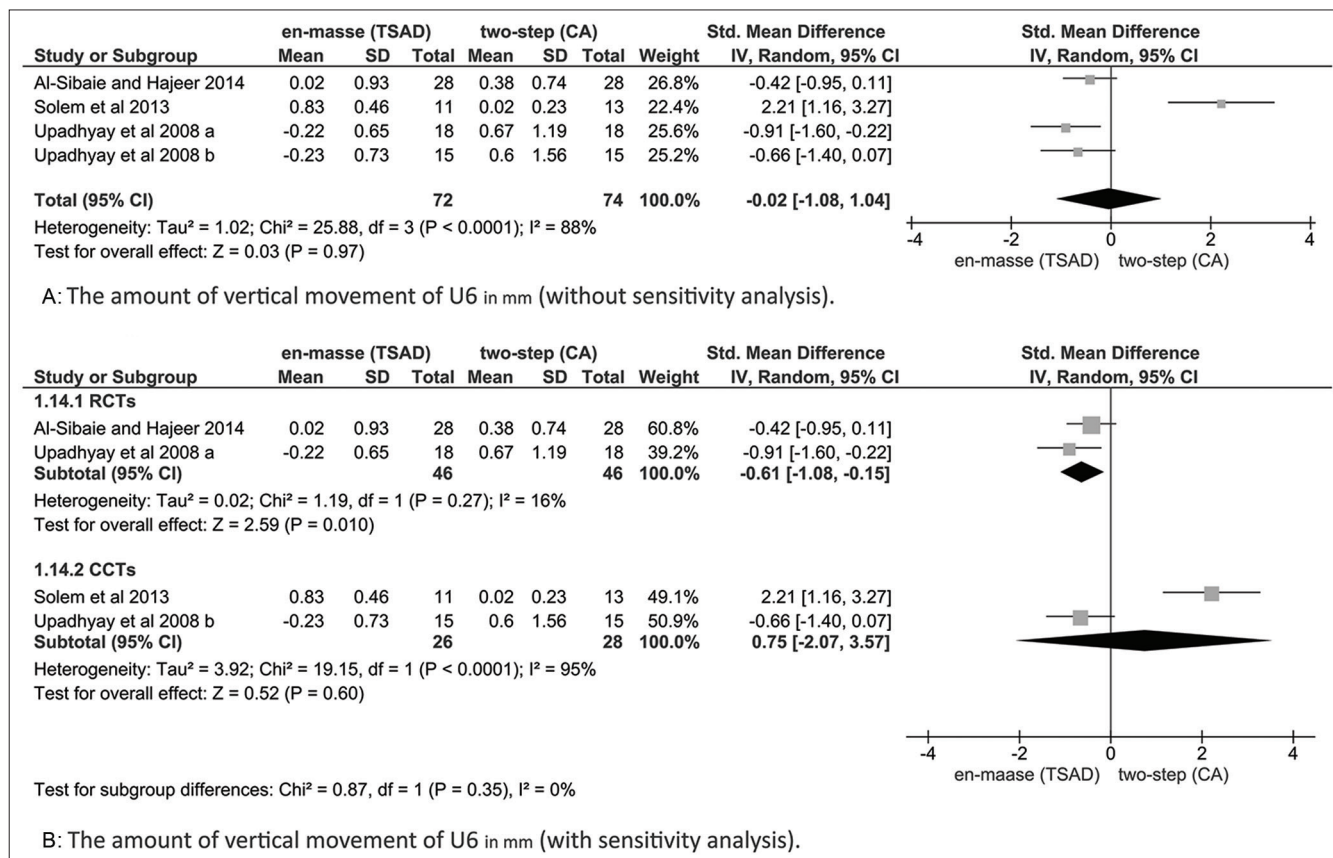 en-masse (TSAD) two-step (CA) Std. Mean Difference Std. Mean Difference
Study or Subgroup Mean SD Total Mean SD Total Weight IV, Random, 95% CI IV, Random, 95% CI
Al-Sibaie and Hajeer 2014 0.02 0.93 28 0.38 0.74 28 26.8% -0.42 [-0.95, 0.11]
Solem et al 2013 0.83 0.46 11 0.02 0.23 13 22.4% 2.21 [1.16, 3.27]
Upadhyay et al 2008 a -0.22 0.65 18 0.67 1.19 18 25.6% -0.91 [-1.60, -0.22]
Upadhyay et al 2008 b -0.23 0.73 15 0.6 1.56 15 25.2% -0.66 [-1.40, 0.07]
Total (95% CI) 72 74 100.0% -0.02 [-1.08, 1.04]
Heterogeneity: Tau² = 1.02; Chi² = 25.88, df = 3 (P < 0.0001); I² = 88%
Test for overall effect: Z = 0.03 (P = 0.97)
-4 -2 0 2 4
en-masse (TSAD) two-step (CA)
A: The amount of vertical movement of U6 in mm (without sensitivity analysis).
en-masse (TSAD) two-step (CA) Std. Mean Difference Std. Mean Difference
Study or Subgroup Mean SD Total Mean SD Total Weight IV, Random, 95% CI IV, Random, 95% CI
1.14.1 RCTs
Al-Sibaie and Hajeer 2014 0.02 0.93 28 0.38 0.74 28 60.8% -0.42 [-0.95, 0.11]
Upadhyay et al 2008 a -0.22 0.65 18 0.67 1.19 18 39.2% -0.91 [-1.60, -0.22]
Subtotal (95% CI) 46 46 100.0% -0.61 [-1.08, -0.15]
Heterogeneity: Tau² = 0.02; Chi² = 1.19, df = 1 (P = 0.27); I² = 16%
Test for overall effect: Z = 2.59 (P = 0.010)
1.14.2 CCTs
Solem et al 2013 0.83 0.46 11 0.02 0.23 13 49.1% 2.21 [1.16, 3.27]
Upadhyay et al 2008 b -0.23 0.73 15 0.6 1.56 15 50.9% -0.66 [-1.40, 0.07]
Subtotal (95% CI) 26 28 100.0% 0.75 [-2.07, 3.57]
Heterogeneity: Tau² = 3.92; Chi² = 19.15, df = 1 (P < 0.0001); I² = 95%
Test for overall effect: Z = 0.52 (P = 0.60)
-4 -2 0 2 4
en-maasse (TSAD) two-step (CA)
Test for subgroup differences: Chi² = 0.87, df = 1 (P = 0.35), I² = 0%
B: The amount of vertical movement of U6 in mm (with sensitivity analysis).